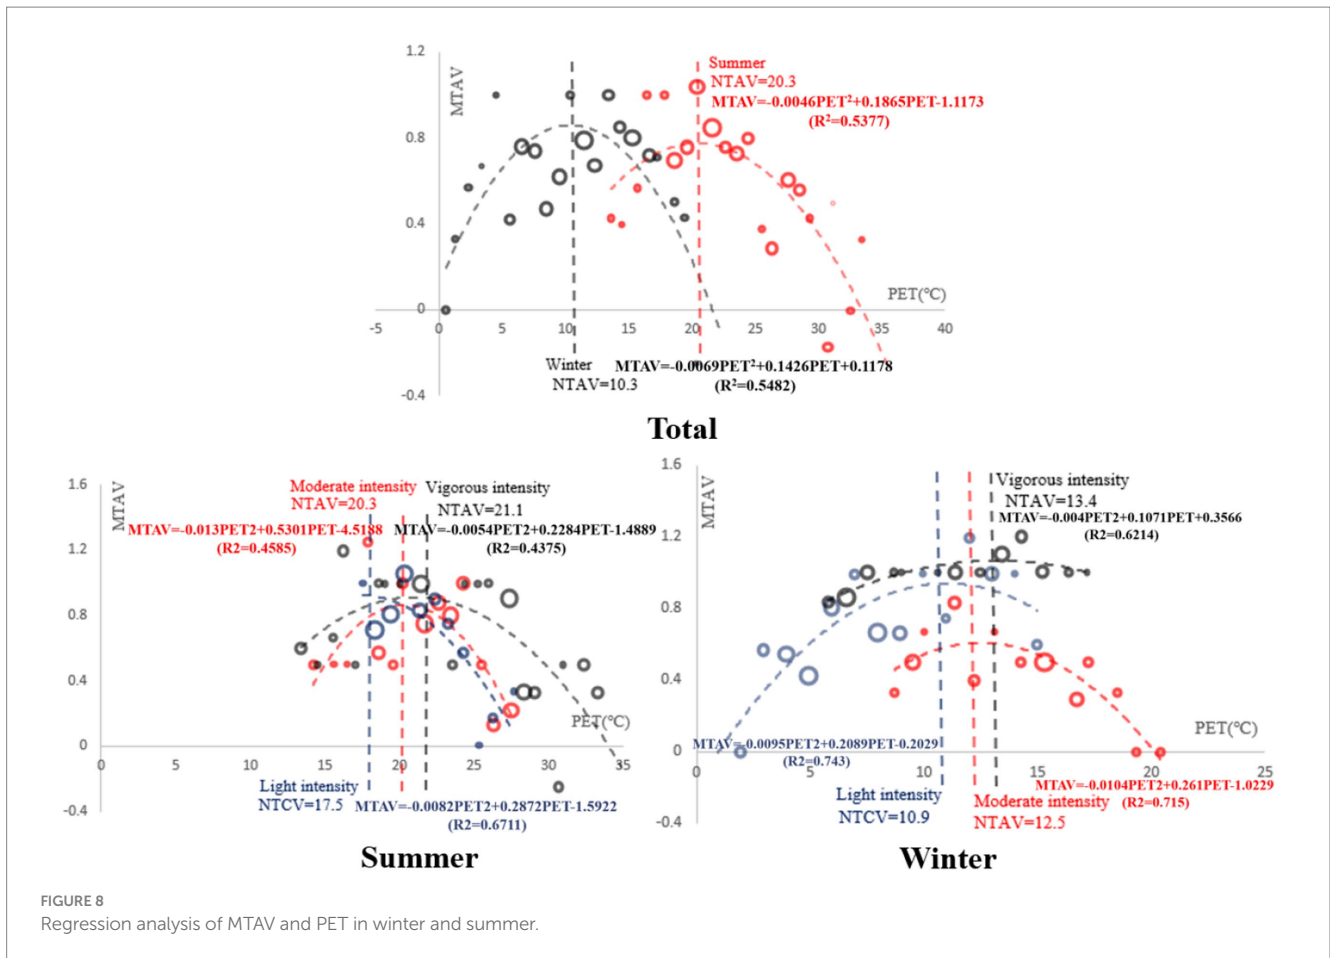 1.2
MTAV
0.8
0.4
0
-0.4
-5
0
5
10
15
20
25
30
35
40
PET(℃)
Summer
NTAV=20.3
MTAV=-0.0046PET²+0.1865PET-1.1173
(R²=0.5377)
Winter
NTAV=10.3
MTAV=-0.0069PET²+0.1426PET+0.1178
(R²=0.5482)
Total
1.6
MTAV
1.2
0.8
0.4
0
-0.4
0
5
10
15
20
25
30
35
PET(℃)
Moderate intensity
NTAV=20.3
MTAV=-0.013PET2+0.5301PET-4.5188
(R2=0.4585)
Vigorous intensity
NTAV=21.1
MTAV=-0.0054PET2+0.2284PET-1.4889
(R2=0.4375)
Light intensity
NTCV=17.5
MTAV=-0.0082PET2+0.2872PET-1.5922
(R2=0.6711)
Summer
1.6
MTAV
1.2
0.8
0.4
0
-0.4
0
5
10
15
20
25
PET(℃)
Vigorous intensity
NTAV=13.4
MTAV=-0.004PET2+0.1071PET+0.3566
(R2=0.6214)
MTAV=-0.0095PET2+0.2089PET-0.2029
(R2=0.743)
Light intensity
NTCV=10.9
MTAV=-0.0104PET2+0.261PET-1.0229
(R2=0.715)
Moderate intensity
NTAV=12.5
Winter
FIGURE 8
Regression analysis of MTAV and PET in winter and summer.